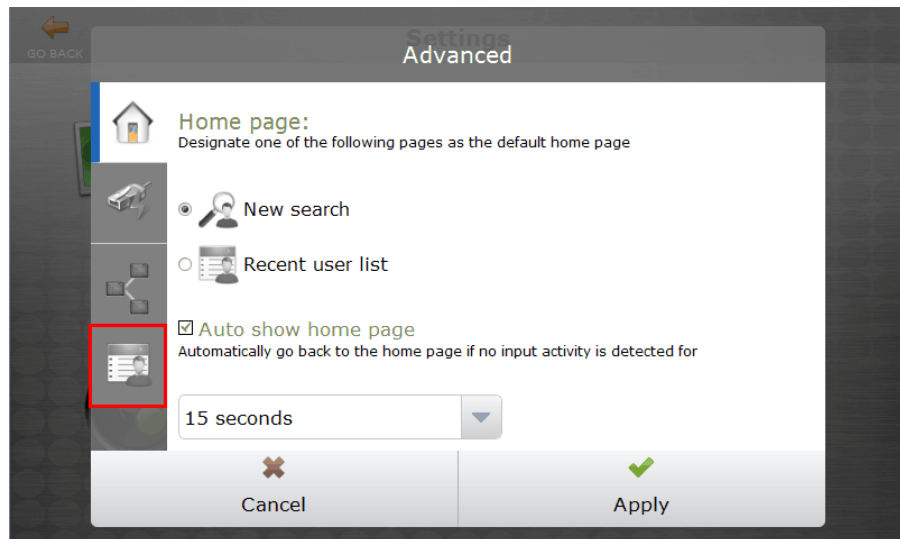 Settings
GO BACK
Advanced
Home page:
Designate one of the following pages as the default home page
New search
Recent user list
Auto show home page
Automatically go back to the home page if no input activity is detected for
15 seconds
Cancel
Apply